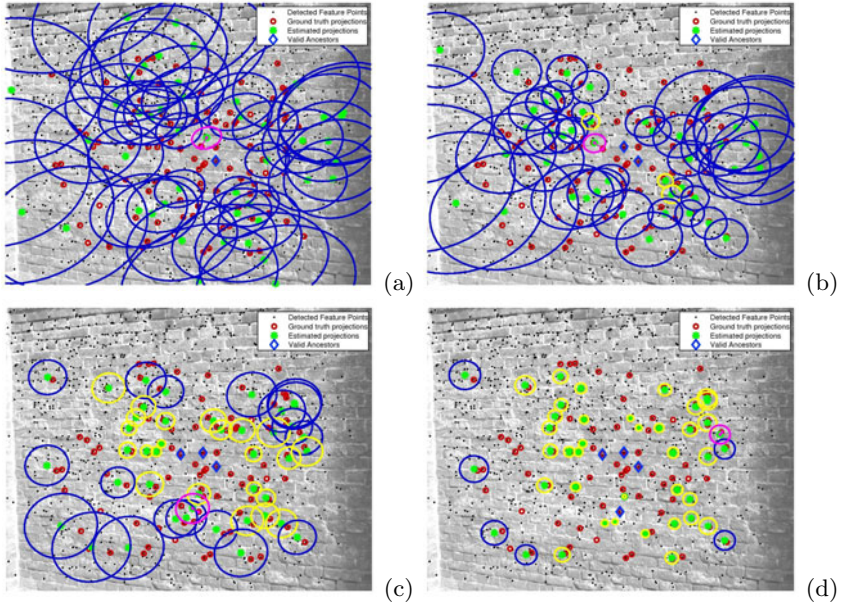 Detected Feature Points
Ground truth projections
Estimated projections
Valid Ancestors
(a)
Detected Feature Points
Ground truth projections
Estimated projections
Valid Ancestors
(b)
Detected Feature Points
Ground truth projections
Estimated projections
Valid Ancestors
(c)
Detected Feature Points
Ground truth projections
Estimated projections
Valid Ancestors
(d)